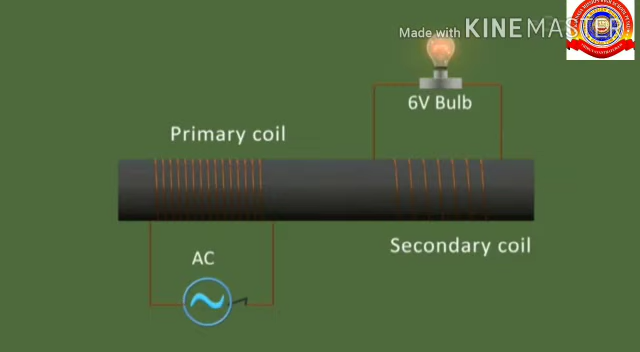 Made with KINEMASTER
6V Bulb
Primary coil
AC
Secondary coil